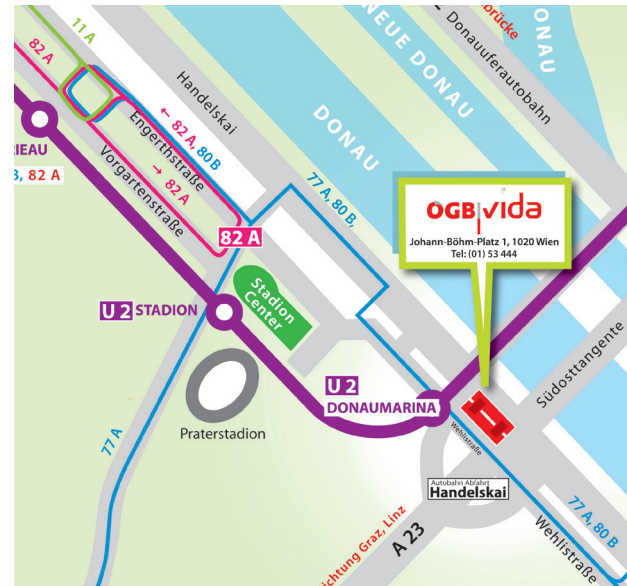 11 A
82 A
RIEAU
B, 82 A
Handelskai
Engerthstraße
← 82 A, 80 B
→ 82 A
Vorgartenstraße
82 A
brücke
Donauuferautobahn
DONAU
NEUE DONAU
DONAU
77 A, 80 B,
OGB vida
Johann-Böhm-Platz 1, 1020 Wien
Tel: (01) 53 444
U 2 STADION
Stadion
Center
Praterstadion
77 A
U 2
DONAUMARINA
Wehlistraße
Südosttangente
Autobahn Abfahrt
Handelskai
A 23
ichtung Graz, Linz
77 A, 80 B
Wehlistraße